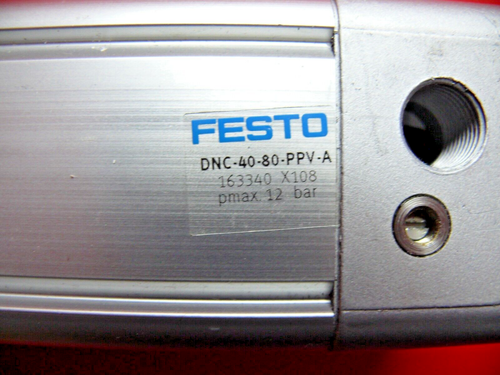 FESTO
DNC-40-80-PPV-A
163340 X108
pmax. 12 bar